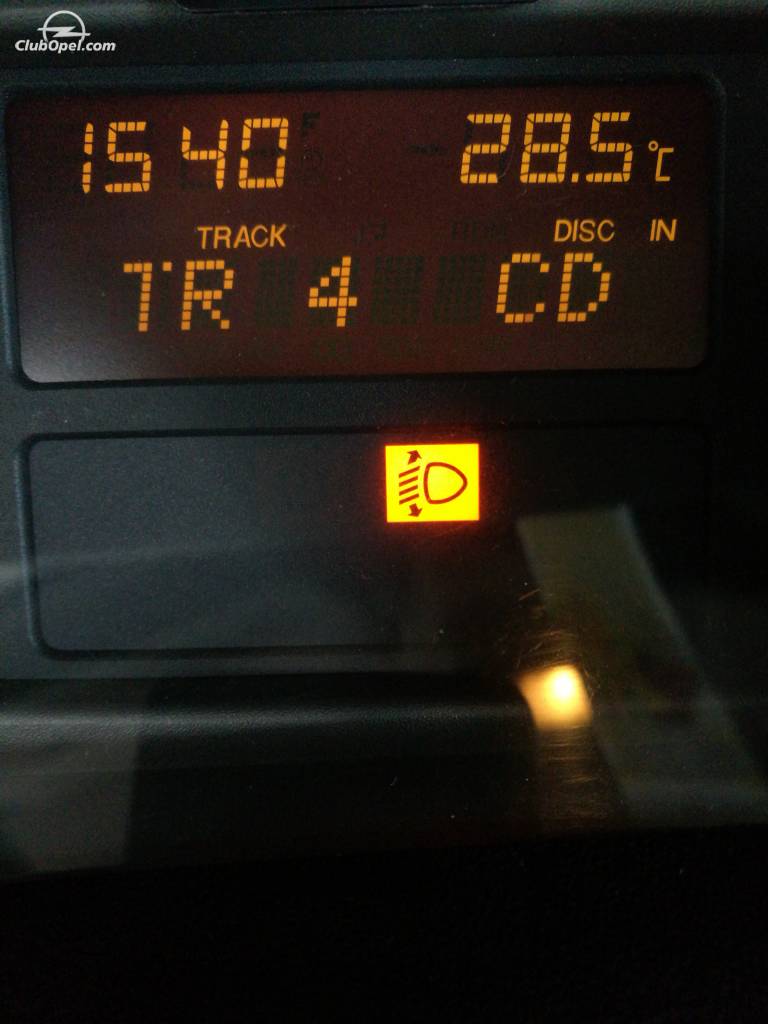 ClubOpel.com
15 40 28.5 °C
TRACK DISC IN
TR 4 CD